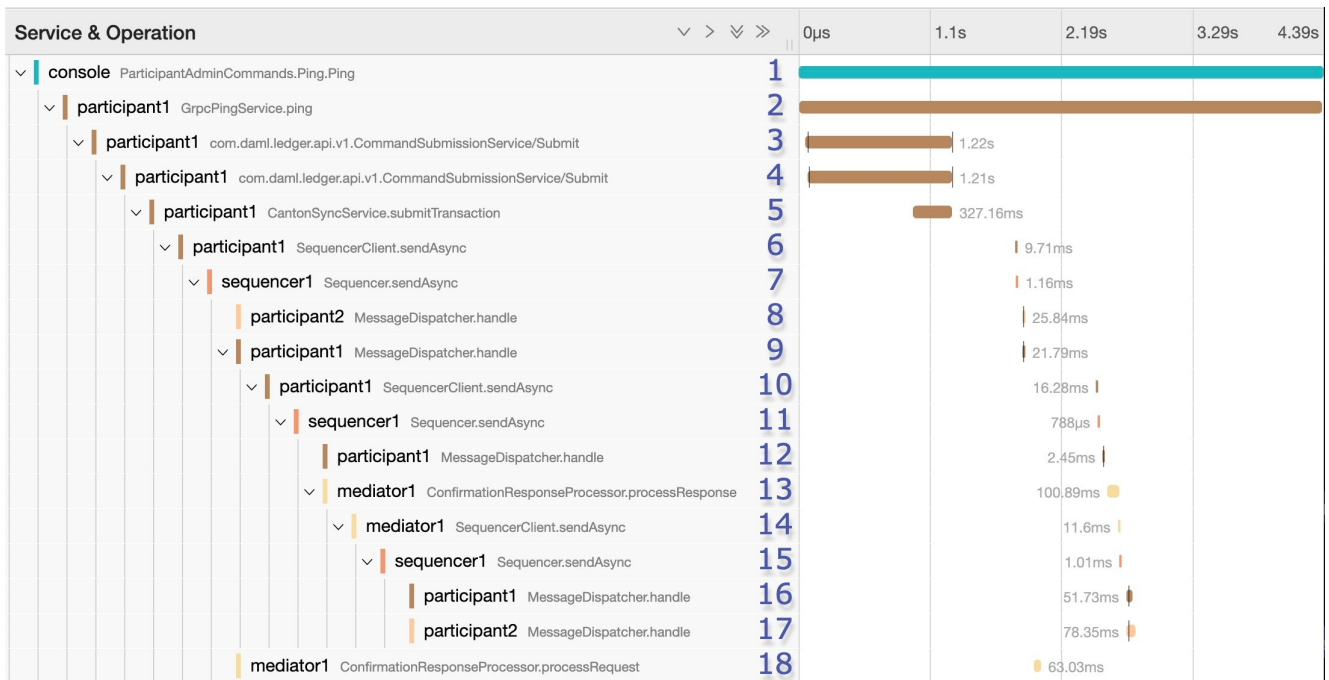 Service & Operation 0μs 1.1s 2.19s 3.29s 4.39s
console ParticipantAdminCommands.Ping.Ping 1
participant1 GrpcPingService.ping 2
participant1 com.daml.ledger.api.v1.CommandSubmissionService/Submit 3 1.22s
participant1 com.daml.ledger.api.v1.CommandSubmissionService/Submit 4 1.21s
participant1 CantonSyncService.submitTransaction 5 327.16ms
participant1 SequencerClient.sendAsync 6 9.71ms
sequencer1 Sequencer.sendAsync 7 1.16ms
participant2 MessageDispatcher.handle 8 25.84ms
participant1 MessageDispatcher.handle 9 21.79ms
participant1 SequencerClient.sendAsync 10 16.28ms
sequencer1 Sequencer.sendAsync 11 788μs
participant1 MessageDispatcher.handle 12 2.45ms
mediator1 ConfirmationResponseProcessor.processResponse 13 100.89ms
mediator1 SequencerClient.sendAsync 14 11.6ms
sequencer1 Sequencer.sendAsync 15 1.01ms
participant1 MessageDispatcher.handle 16 51.73ms
participant2 MessageDispatcher.handle 17 78.35ms
mediator1 ConfirmationResponseProcessor.processRequest 18 63.03ms